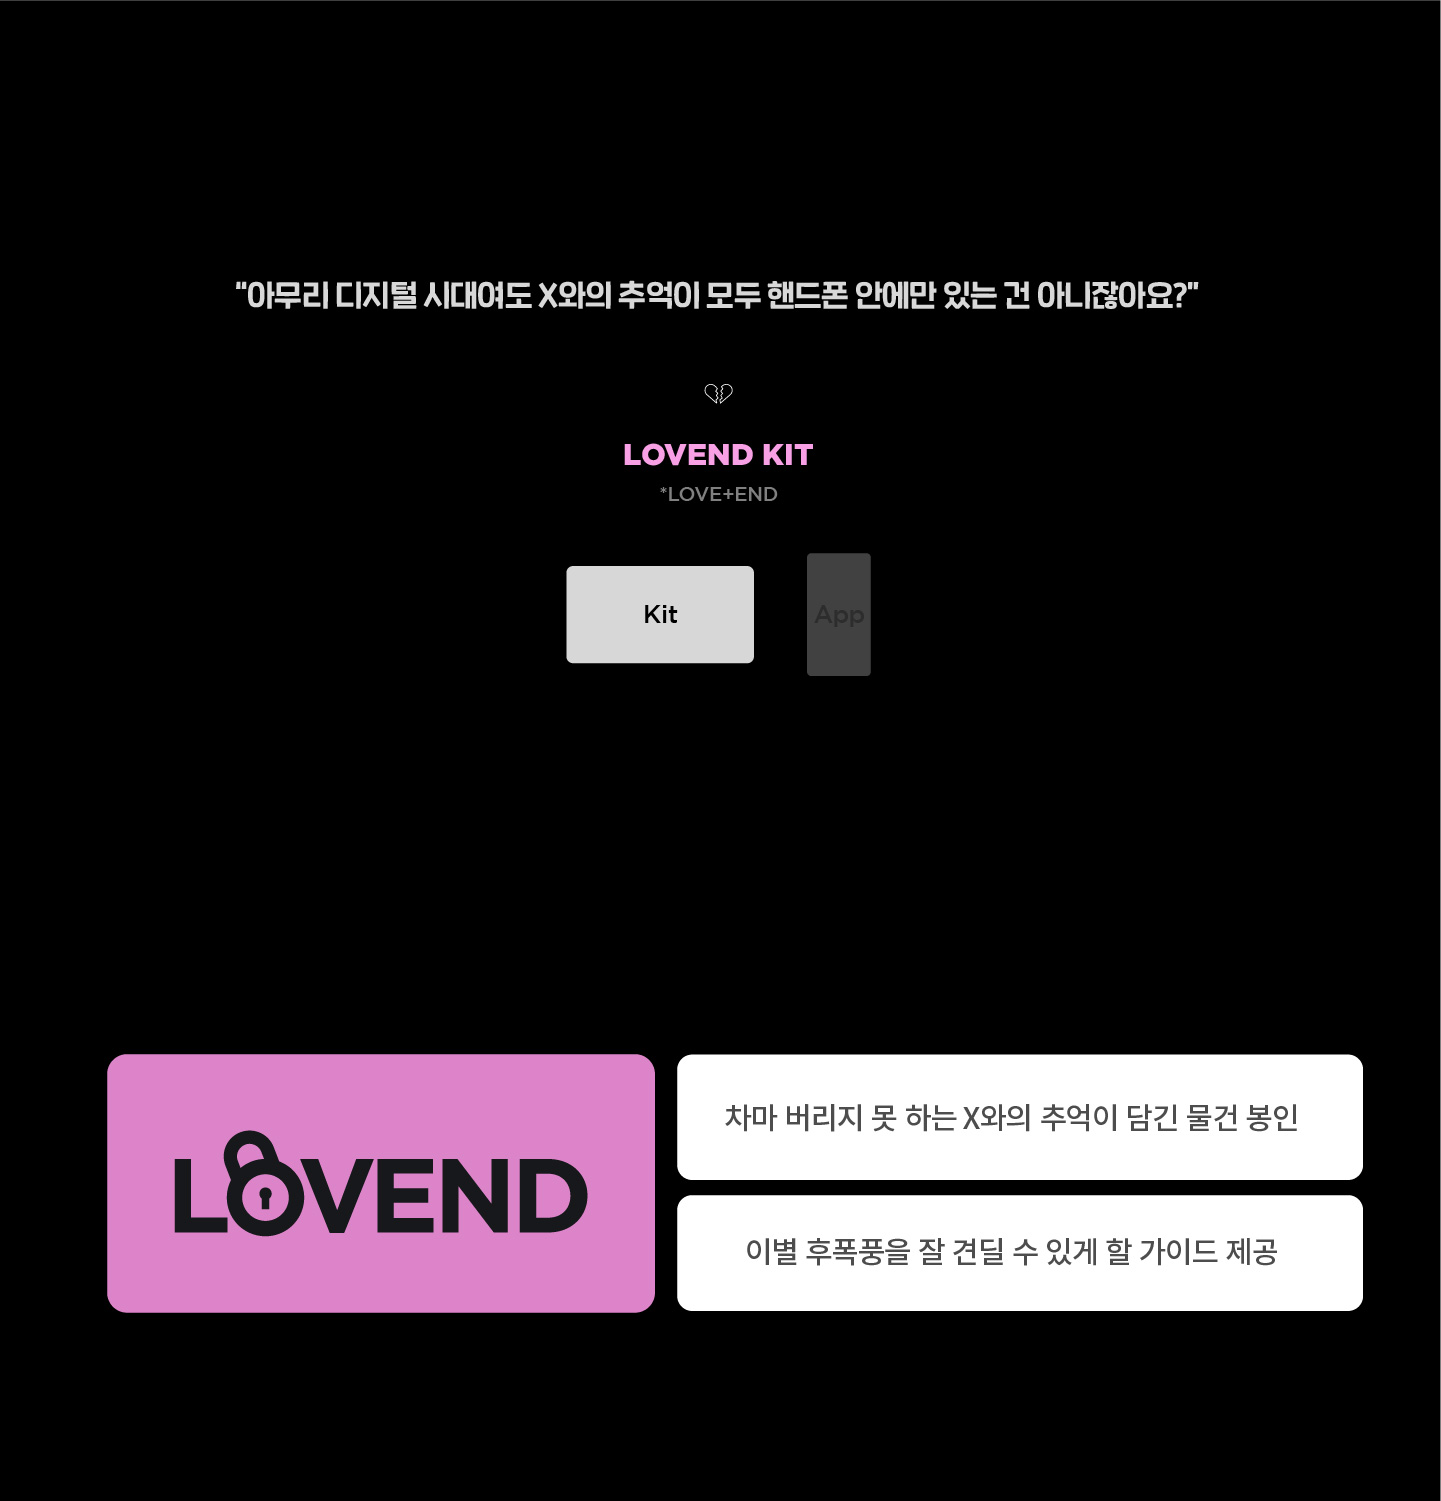 "아무리 디지털 시대여도 X와의 추억이 모두 핸드폰 안에만 있는 건 아니잖아요?"
LOVEND KIT
*LOVE+END
Kit
App
LOVEND
차마 버리지 못 하는 X와의 추억이 담긴 물건 봉인
이별 후폭풍을 잘 견딜 수 있게 할 가이드 제공